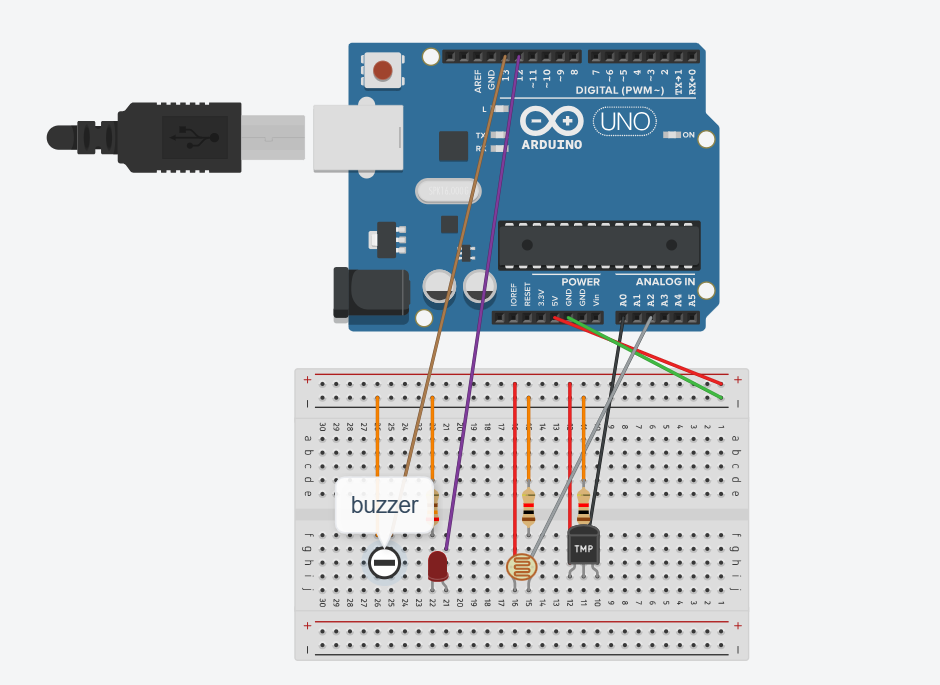 AREF
GND
13
12
~11
~10
~9
8
7
~6
~5
4
~3
2
TX→1
RX←0
DIGITAL (PWM~)
L
TX
UNO
ON
ARDUINO
POWER
ANALOG IN
IOREF
RESET
3.3V
5V
GND
GND
Vin
A0
A1
A2
A3
A4
A5
+ +
– –
30 29 28 27 26 25 24 23 22 21 20 19 18 17 16 15 14 13 12 11 10 9 8 7 6 5 4 3 2 1
a a
b b
c c
d d
e e
buzzer
f f
g g
h h
i i
j j
TMP
30 29 28 27 26 25 24 23 22 21 20 19 18 17 16 15 14 13 12 11 10 9 8 7 6 5 4 3 2 1
+ +
– –